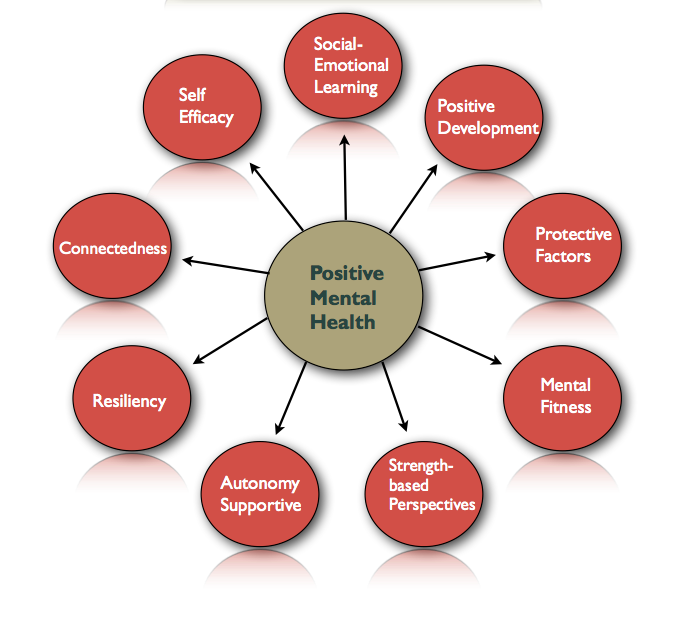 Social-
Emotional
Learning
Self
Efficacy
Positive
Development
Connectedness
Protective
Factors
Positive
Mental
Health
Resiliency
Mental
Fitness
Autonomy
Supportive
Strength-
based
Perspectives